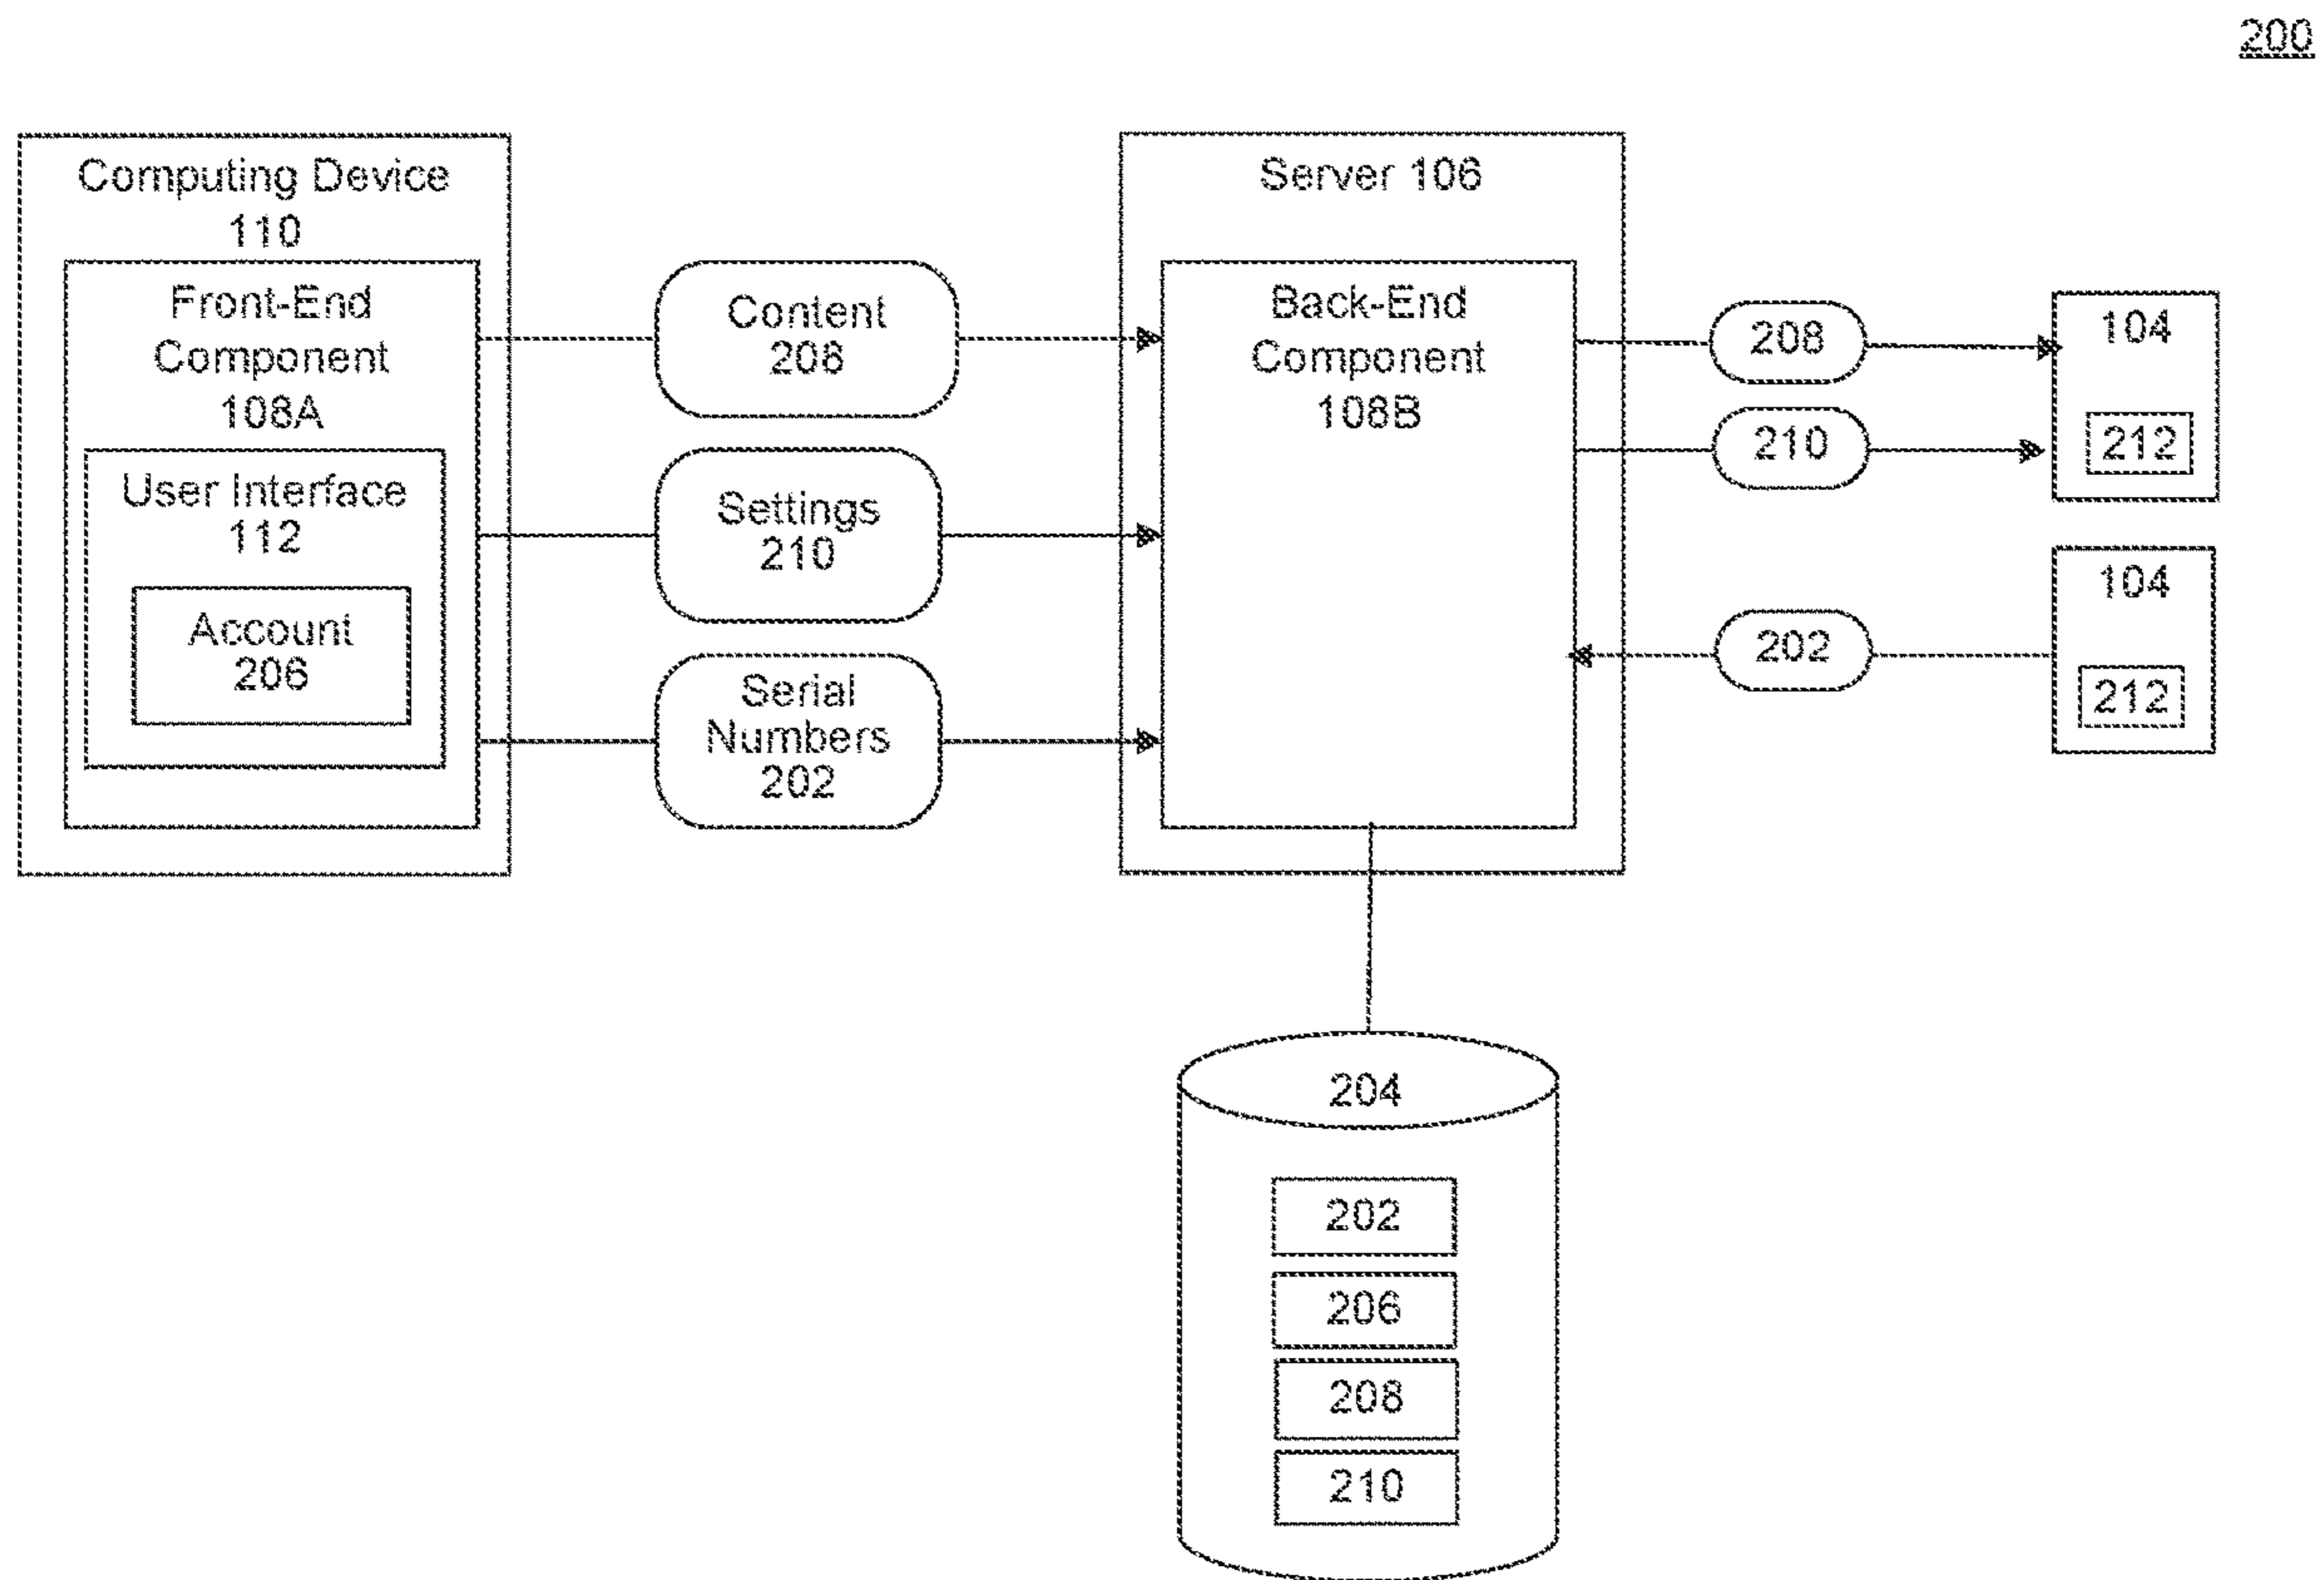 200
Computing Device
110
Front-End
Component
108A
User Interface
112
Account
206
Content
208
Settings
210
Serial
Numbers
202
Server 106
Back-End
Component
108B
208
210
202
104
212
104
212
204
202
206
208
210